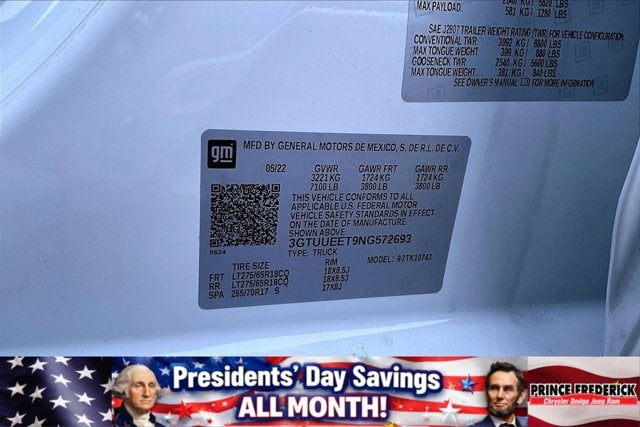 MAX PAYLOAD
581 KG / 1280 LBS
SAE J2807 TRAILER WEIGHT RATING (TWR) FOR VEHICLE CONFIGURATION
CONVENTIONAL TWR: 3992 KG / 8800 LBS
MAX TONGUE WEIGHT: 399 KG / 880 LBS
GOOSENECK TWR: 2540 KG / 5600 LBS
MAX TONGUE WEIGHT: 381 KG / 840 LBS
SEE OWNER'S MANUAL FOR MORE INFORMATION
gm
MFD BY GENERAL MOTORS DE MEXICO, S. DE R.L. DE C.V.
05/22 GVWR GAWR FRT GAWR RR
3221 KG 1724 KG 1724 KG
7100 LB 3800 LB 3800 LB
THIS VEHICLE CONFORMS TO ALL
APPLICABLE U.S. FEDERAL MOTOR
VEHICLE SAFETY STANDARDS IN EFFECT
ON THE DATE OF MANUFACTURE
SHOWN ABOVE.
3GTUUEET9NG572693
8624
TYPE: TRUCK MODEL: 93TK10743
TIRE SIZE RIM
FRT LT275/65R18CQ 18X8.5J
RR LT275/65R18CQ 18X8.5J
SPA 265/70R17 S 17X8J
Presidents' Day Savings
ALL MONTH!
PRINCE FREDERICK
Chrysler Dodge Jeep Ram